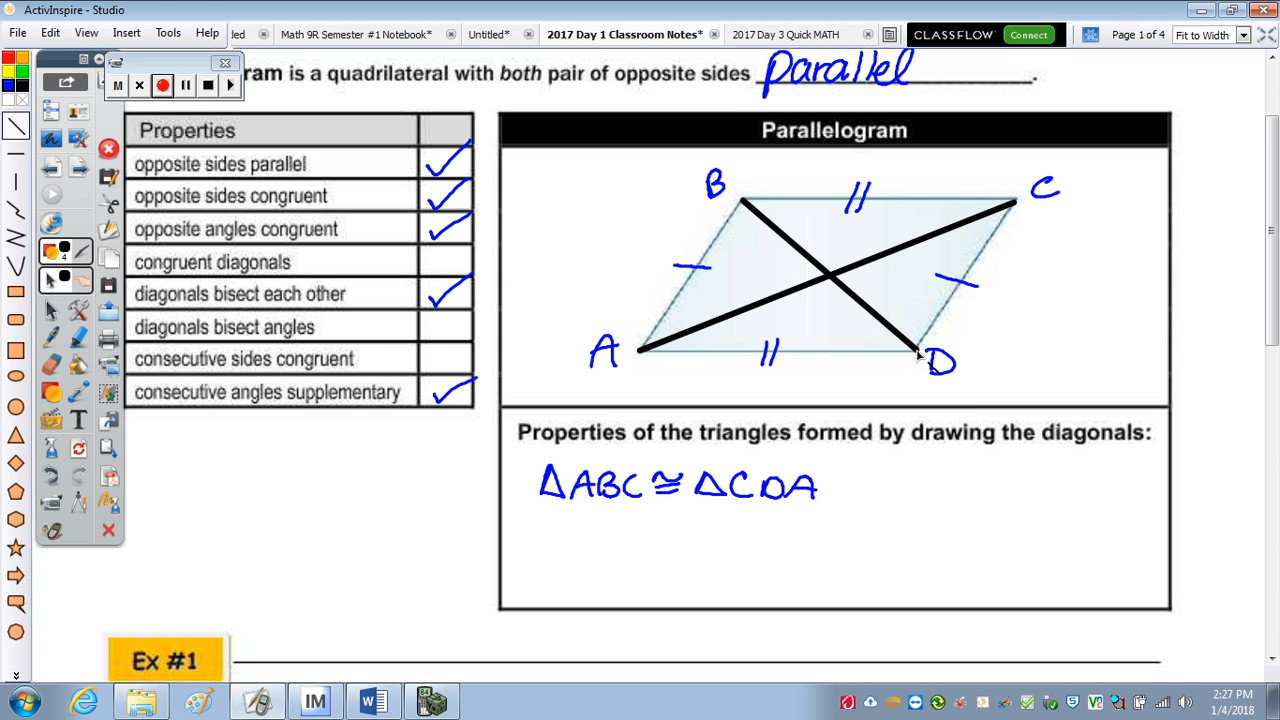 ActivInspire - Studio
File Edit View Insert Tools Help
led Math 9R Semester #1 Notebook* Untitled* 2017 Day 1 Classroom Notes* 2017 Day 3 Quick MATH
CLASSFLOW Connect
Page 1 of 4 Fit to Width
M
ram is a quadrilateral with both pair of opposite sides parallel.
Properties
opposite sides parallel ✓
opposite sides congruent ✓
opposite angles congruent ✓
congruent diagonals
diagonals bisect each other ✓
diagonals bisect angles
consecutive sides congruent
consecutive angles supplementary ✓
Parallelogram
B // C
A // D
Properties of the triangles formed by drawing the diagonals:
ΔABC ≅ ΔCDA
Ex #1
4
T
IM
W
2:27 PM
1/4/2018